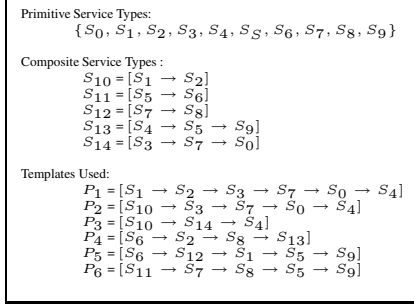 Primitive Service Types:
{S₀, S₁, S₂, S₃, S₄, S_S, S₆, S₇, S₈, S₉}
Composite Service Types :
S₁₀ = [S₁ → S₂]
S₁₁ = [S₅ → S₆]
S₁₂ = [S₇ → S₈]
S₁₃ = [S₄ → S₅ → S₉]
S₁₄ = [S₃ → S₇ → S₀]
Templates Used:
P₁ = [S₁ → S₂ → S₃ → S₇ → S₀ → S₄]
P₂ = [S₁₀ → S₃ → S₇ → S₀ → S₄]
P₃ = [S₁₀ → S₁₄ → S₄]
P₄ = [S₆ → S₂ → S₈ → S₁₃]
P₅ = [S₆ → S₁₂ → S₁ → S₅ → S₉]
P₆ = [S₁₁ → S₇ → S₈ → S₅ → S₉]